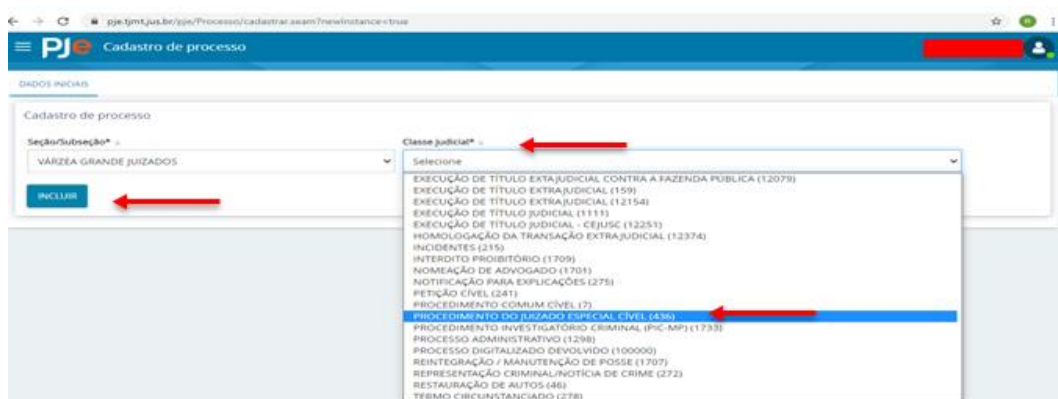 pje.tjmt.jus.br/pje/Processo/cadastrar.seam?newInstance=true
PJe Cadastro de processo
DADOS INICIAIS
Cadastro de processo
Seção/Subseção* Classe Judicial*
VÁRZEA GRANDE JUIZADOS Selecione
INCLUIR
EXECUÇÃO DE TÍTULO EXTAJUDICIAL CONTRA A FAZENDA PÚBLICA (12079)
EXECUÇÃO DE TÍTULO EXTRAJUDICIAL (159)
EXECUÇÃO DE TÍTULO EXTRAJUDICIAL (12154)
EXECUÇÃO DE TÍTULO JUDICIAL (1111)
EXECUÇÃO DE TÍTULO JUDICIAL - CEJUSC (12251)
HOMOLOGAÇÃO DA TRANSAÇÃO EXTRAJUDICIAL (12374)
INCIDENTES (215)
INTERDITO PROIBITÓRIO (1709)
NOMEAÇÃO DE ADVOGADO (1701)
NOTIFICAÇÃO PARA EXPLICAÇÕES (275)
PETIÇÃO CÍVEL (241)
PROCEDIMENTO COMUM CÍVEL (7)
PROCEDIMENTO DO JUIZADO ESPECIAL CÍVEL (436)
PROCEDIMENTO INVESTIGATÓRIO CRIMINAL (PIC-MP) (1733)
PROCESSO ADMINISTRATIVO (1298)
PROCESSO DIGITALIZADO DEVOLVIDO (100000)
REINTEGRAÇÃO / MANUTENÇÃO DE POSSE (1707)
REPRESENTAÇÃO CRIMINAL/NOTÍCIA DE CRIME (272)
RESTAURAÇÃO DE AUTOS (46)
TERMO CIRCUNSTANCIADO (278)